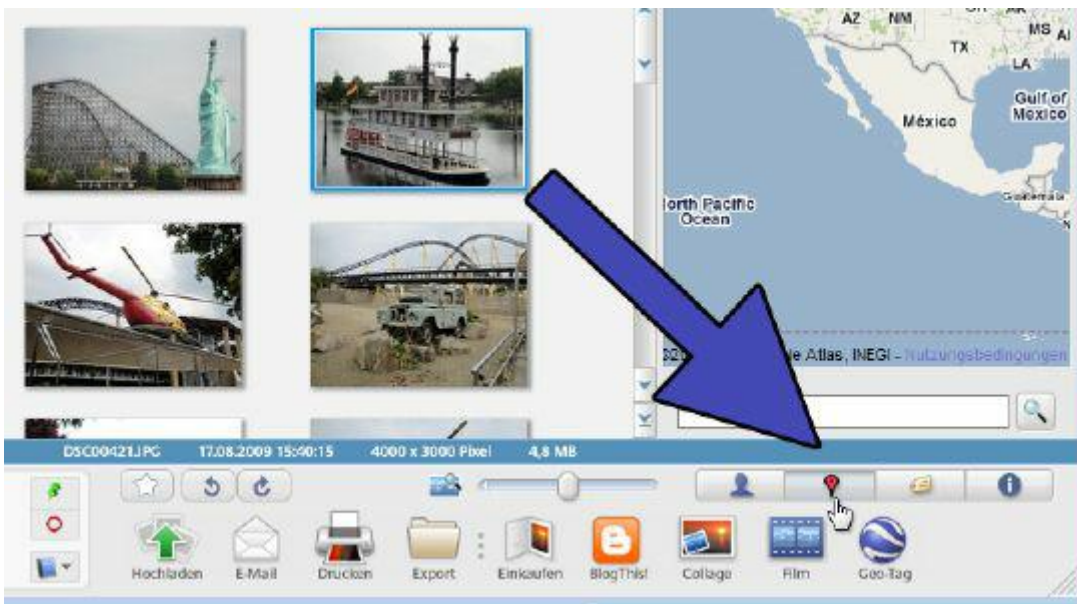 AZ NM
MS
TX
LA
Gulf of
Mexico
México
Guatemala
North Pacific
Ocean
le Atlas, INEGI - Nutzungsbedingungen
DSC00421.JPG 17.08.2009 15:40:15 4000 x 3000 Pixel 4,8 MB
Hochladen E-Mail Drucken Export Einkaufen BlogThis! Collage Film Geo-Tag